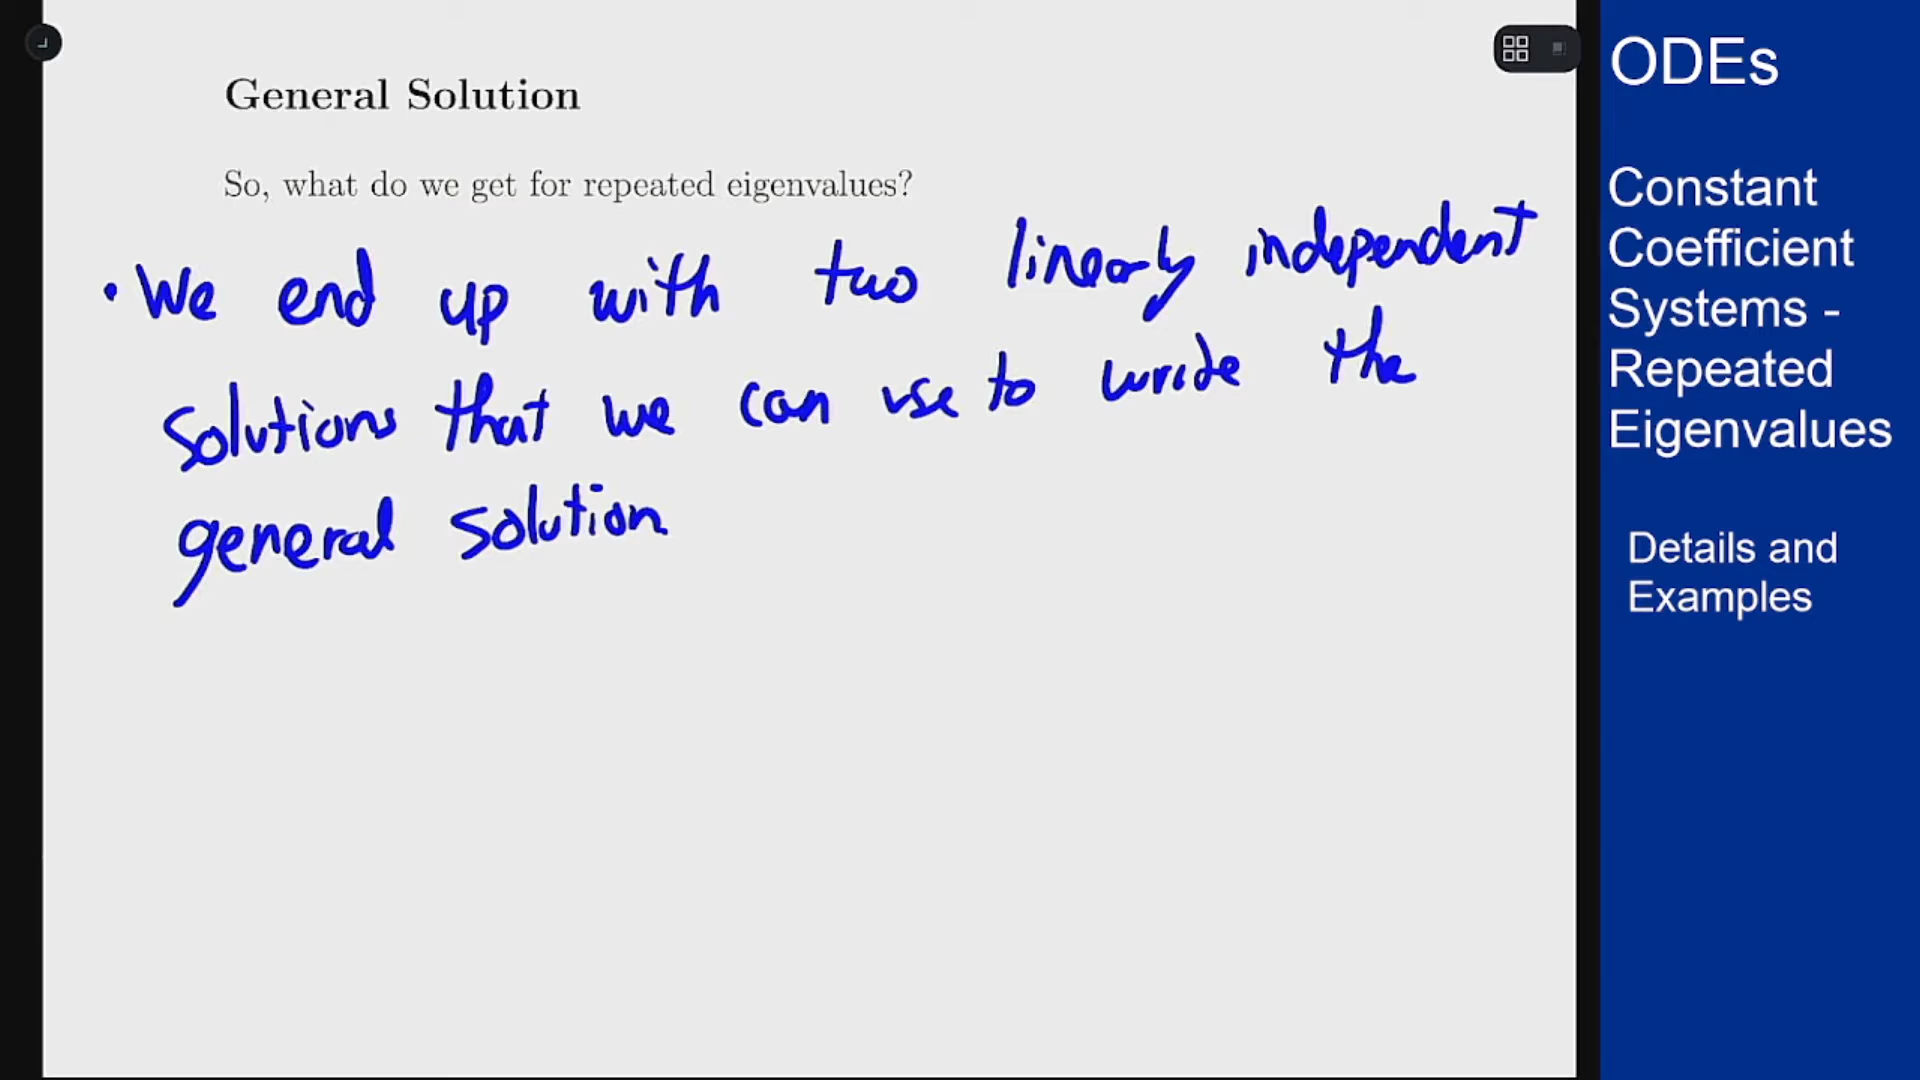 General Solution
So, what do we get for repeated eigenvalues?
• We end up with two linearly independent
solutions that we can use to write the
general solution
ODEs
Constant
Coefficient
Systems -
Repeated
Eigenvalues
Details and
Examples